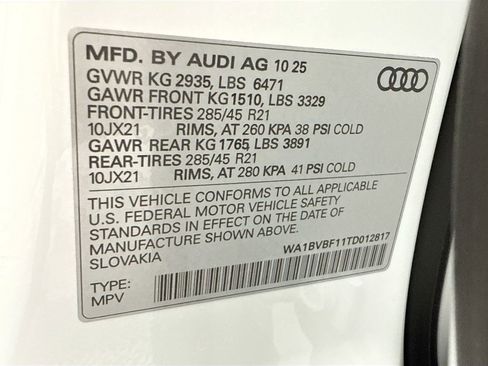 MFD. BY AUDI AG 10 25
GVWR KG 2935, LBS 6471
GAWR FRONT KG1510, LBS 3329
FRONT-TIRES 285/45 R21
10JX21 RIMS, AT 260 KPA 38 PSI COLD
GAWR REAR KG 1765, LBS 3891
REAR-TIRES 285/45 R21
10JX21 RIMS, AT 280 KPA 41 PSI COLD
THIS VEHICLE CONFORMS TO ALL APPLICABLE
U.S. FEDERAL MOTOR VEHICLE SAFETY
STANDARDS IN EFFECT ON THE DATE OF
MANUFACTURE SHOWN ABOVE.
SLOVAKIA
WA1BVBF11TD012817
TYPE:
MPV